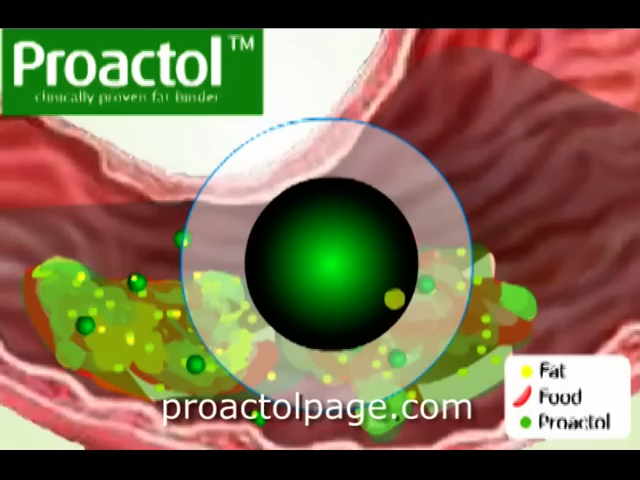 Proactol™
clinically proven fat binder
Fat
Food
Proactol
proactolpage.com